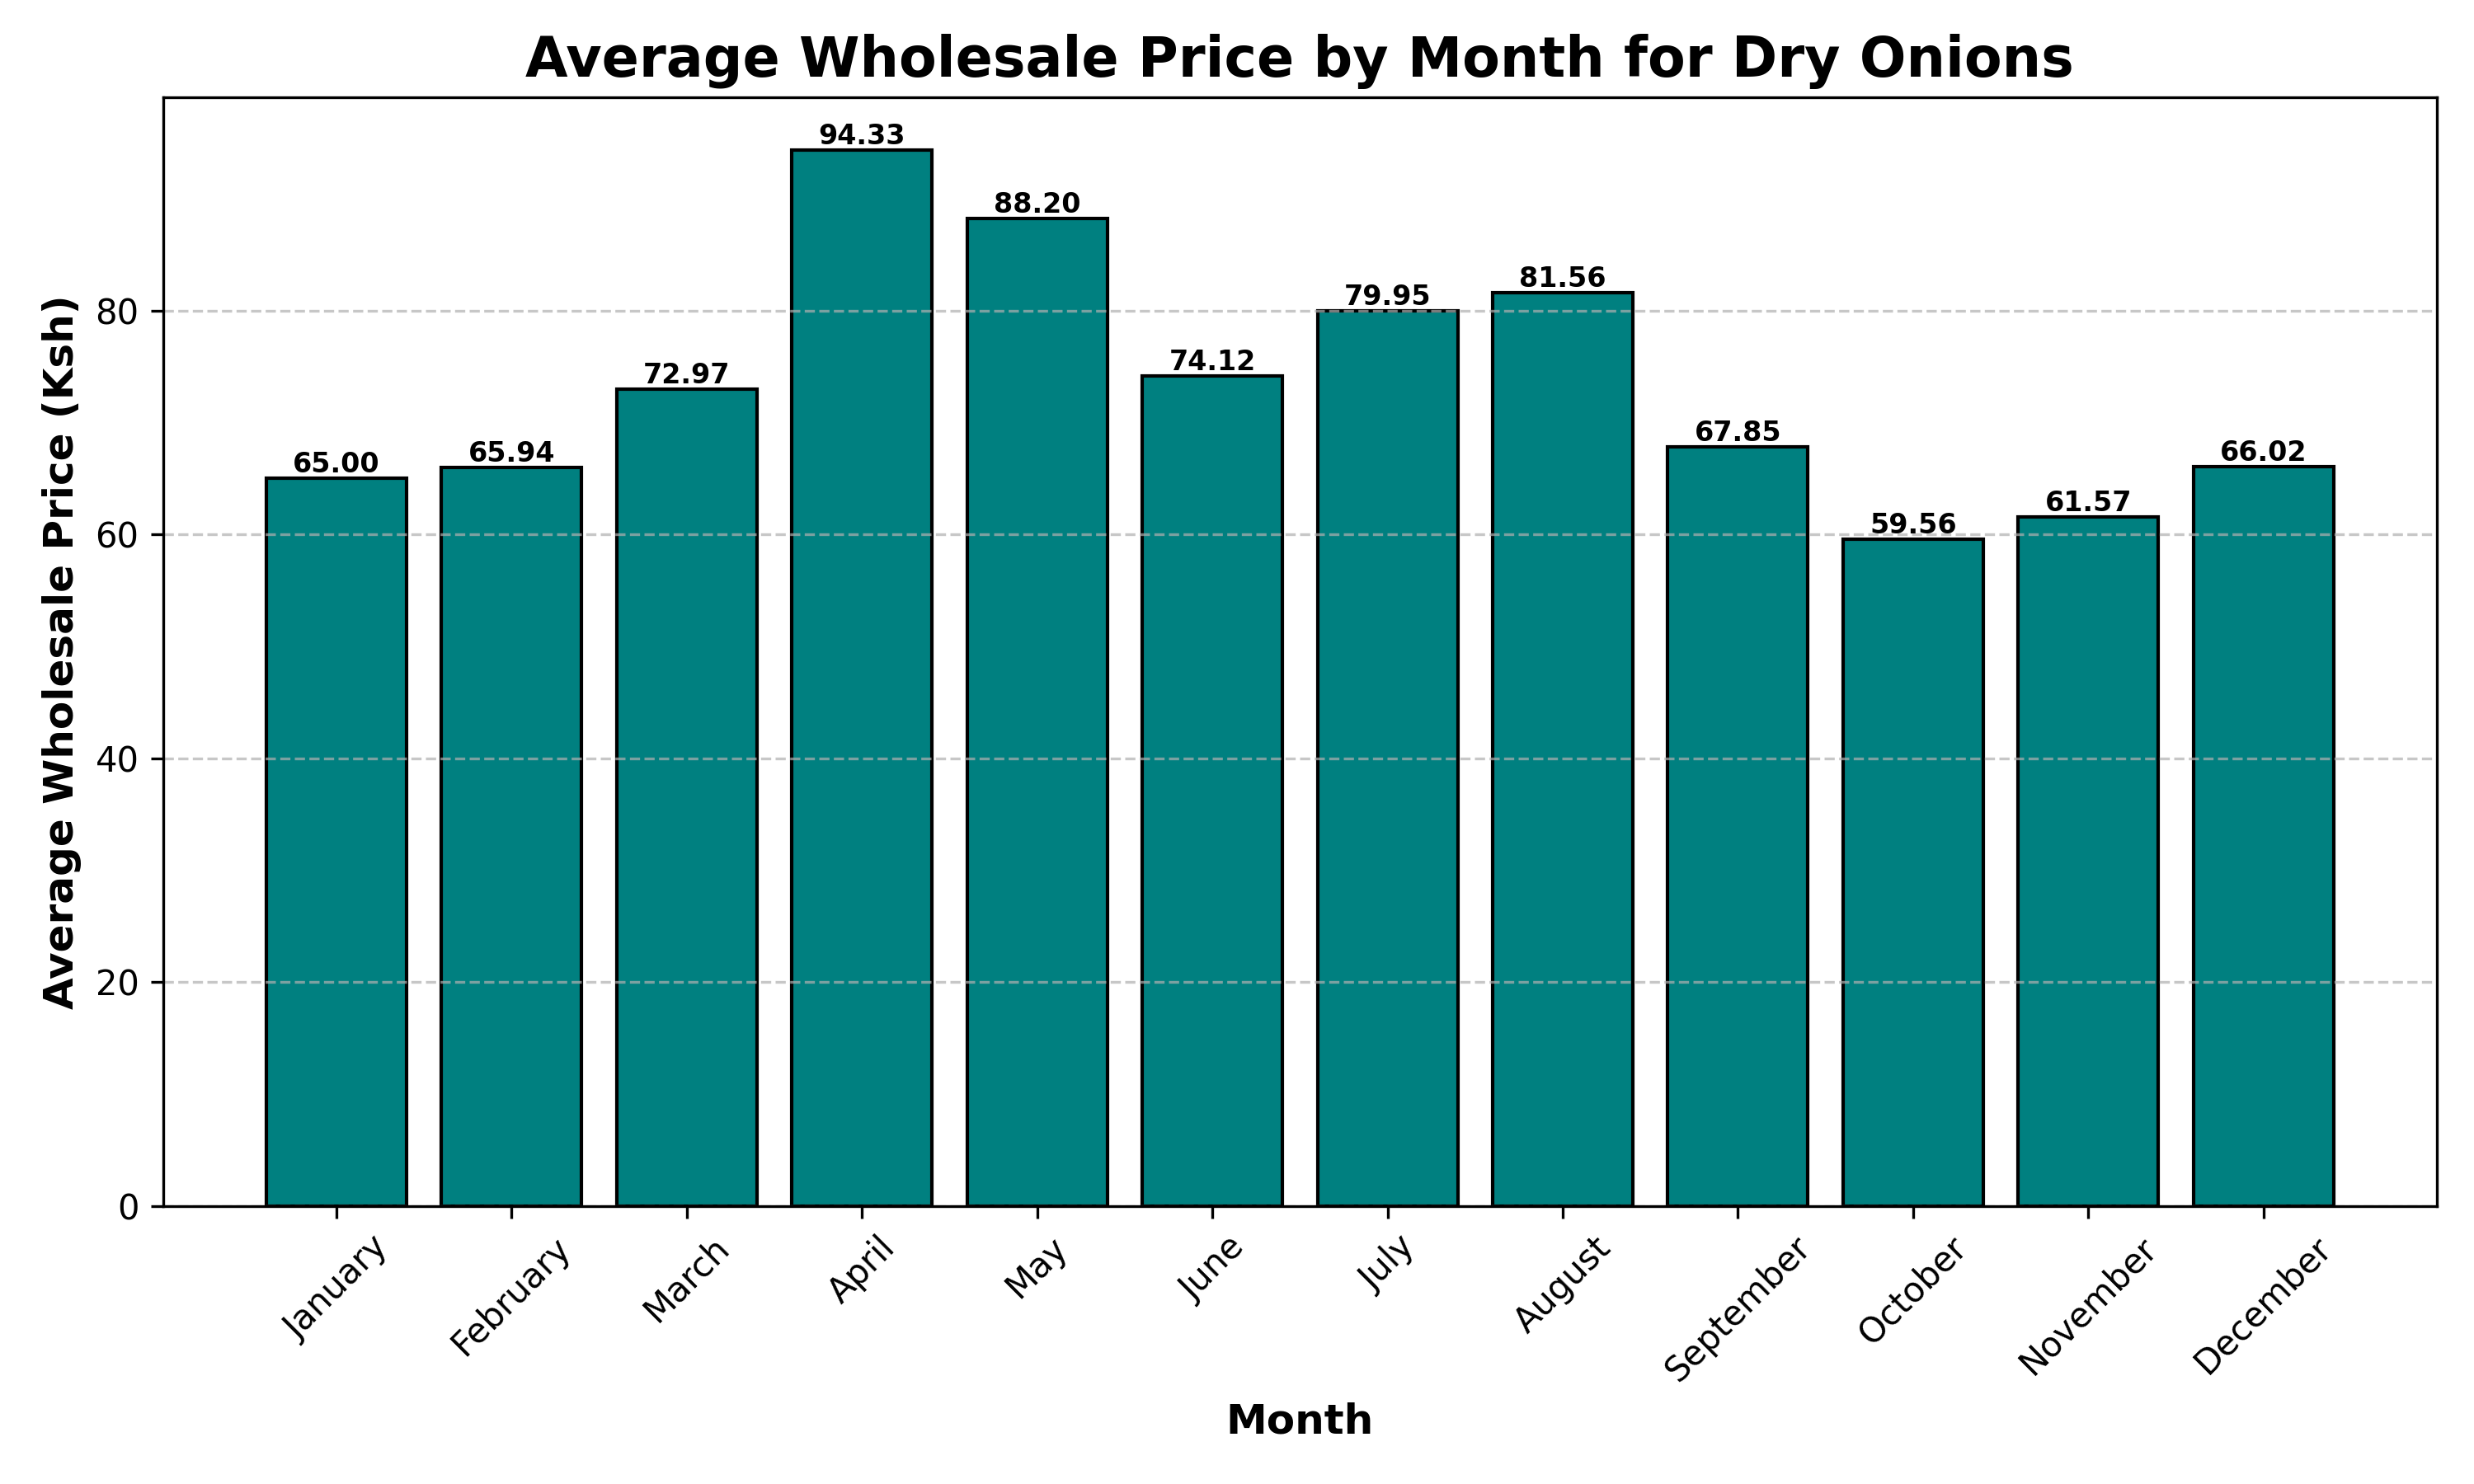 Average Wholesale Price by Month for Dry Onions
Average Wholesale Price (Ksh)
80
60
40
20
0
65.00
65.94
72.97
94.33
88.20
74.12
79.95
81.56
67.85
59.56
61.57
66.02
January
February
March
April
May
June
July
August
September
October
November
December
Month